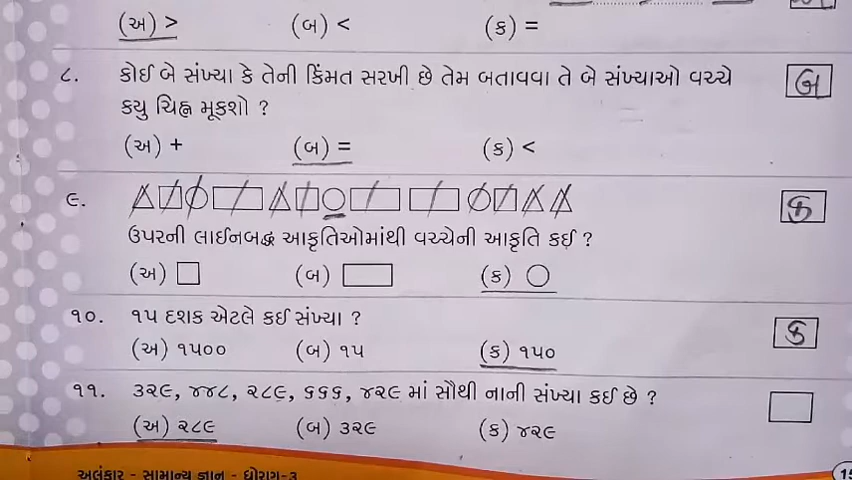 (અ) > (બ) < (ક) =
૮. કોઈ બે સંખ્યા કે તેની કિંમત સરખી છે તેમ બતાવવા તે બે સંખ્યાઓ વચ્ચે બ
કયુ ચિહ્ન મૂકશો ?
(અ) + (બ) = (ક) <
૯. ક
ઉપરની લાઈનબદ્ધ આકૃતિઓમાંથી વચ્ચેની આકૃતિ કઈ ?
(અ) □ (બ) ▭ (ક) ○
૧૦. ૧૫ દશક એટલે કઈ સંખ્યા ? ક
(અ) ૧૫૦૦ (બ) ૧૫ (ક) ૧૫૦
૧૧. ૩૨૯, ૪૪૮, ૨૮૯, ૬૬૬, ૪૨૯ માં સૌથી નાની સંખ્યા કઈ છે ?
(અ) ૨૮૯ (બ) ૩૨૯ (ક) ૪૨૯
અલંકાર - સામાન્ય જ્ઞાન - ધોરણ-૩